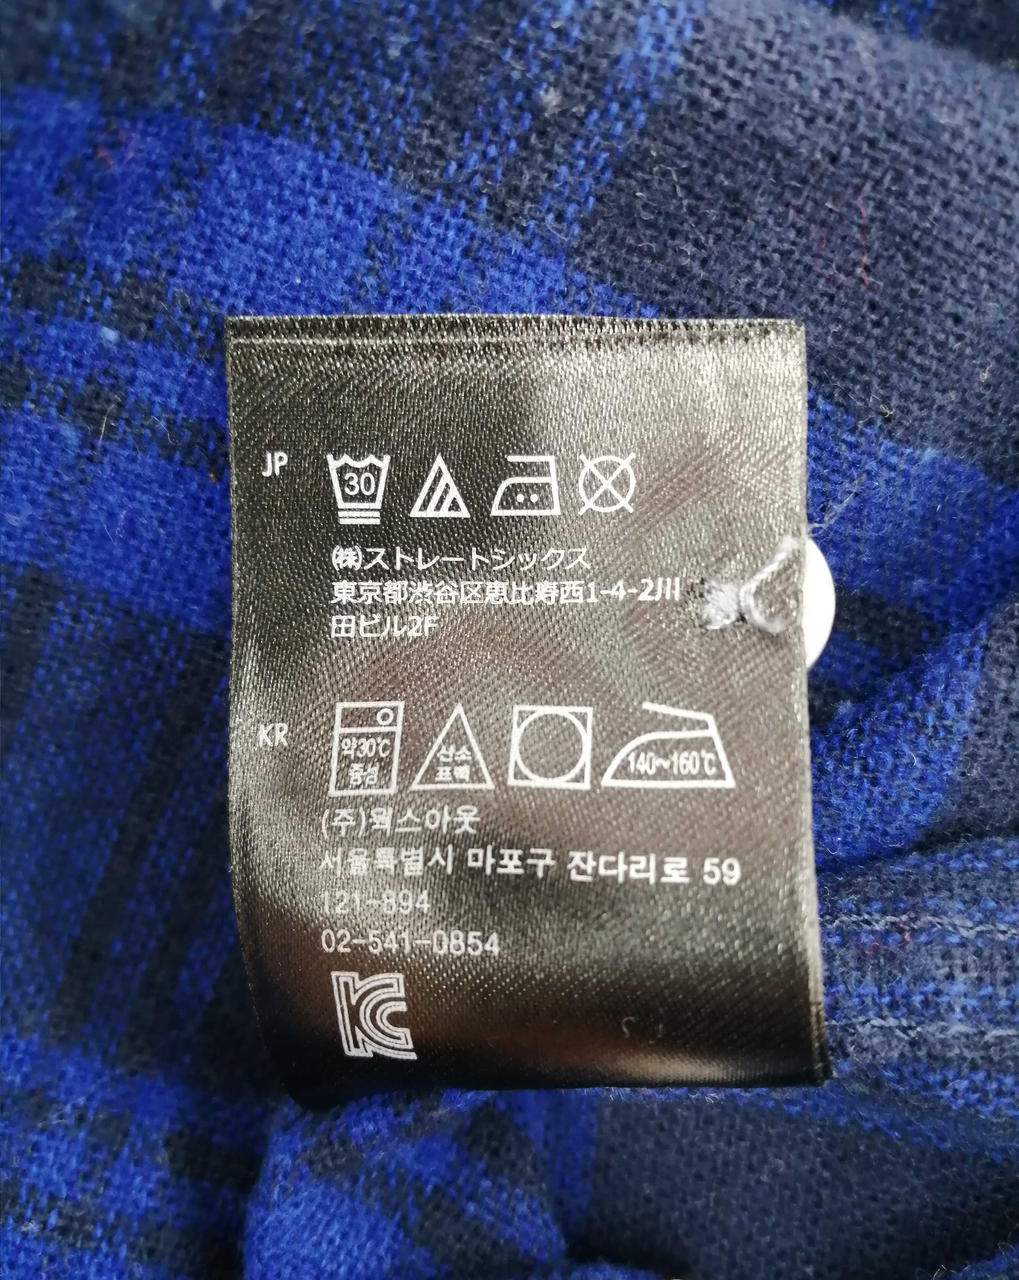 JP
30
㈱ストレートシックス
東京都渋谷区恵比寿西1-4-2川
田ビル2F
KR
약30℃
중성
산소
표백
140~160℃
(주)웍스아웃
서울특별시 마포구 잔다리로 59
121-894
02-541-0854
KC